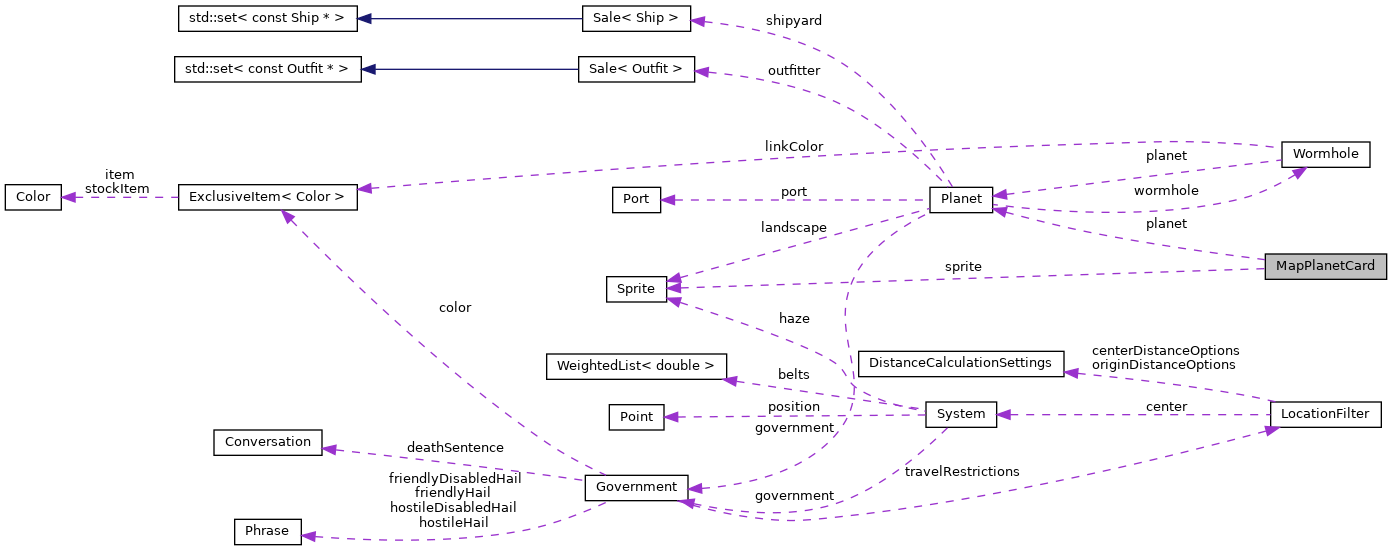 std::set< const Ship * >
Sale< Ship >
shipyard
std::set< const Outfit * >
Sale< Outfit >
outfitter
linkColor
Wormhole
planet
item
stockItem
Color
ExclusiveItem< Color >
Port
port
Planet
wormhole
landscape
planet
MapPlanetCard
sprite
Sprite
haze
color
DistanceCalculationSettings
centerDistanceOptions
originDistanceOptions
WeightedList< double >
belts
Point
position
System
center
LocationFilter
government
Conversation
deathSentence
travelRestrictions
friendlyDisabledHail
friendlyHail
hostileDisabledHail
hostileHail
Government
government
Phrase